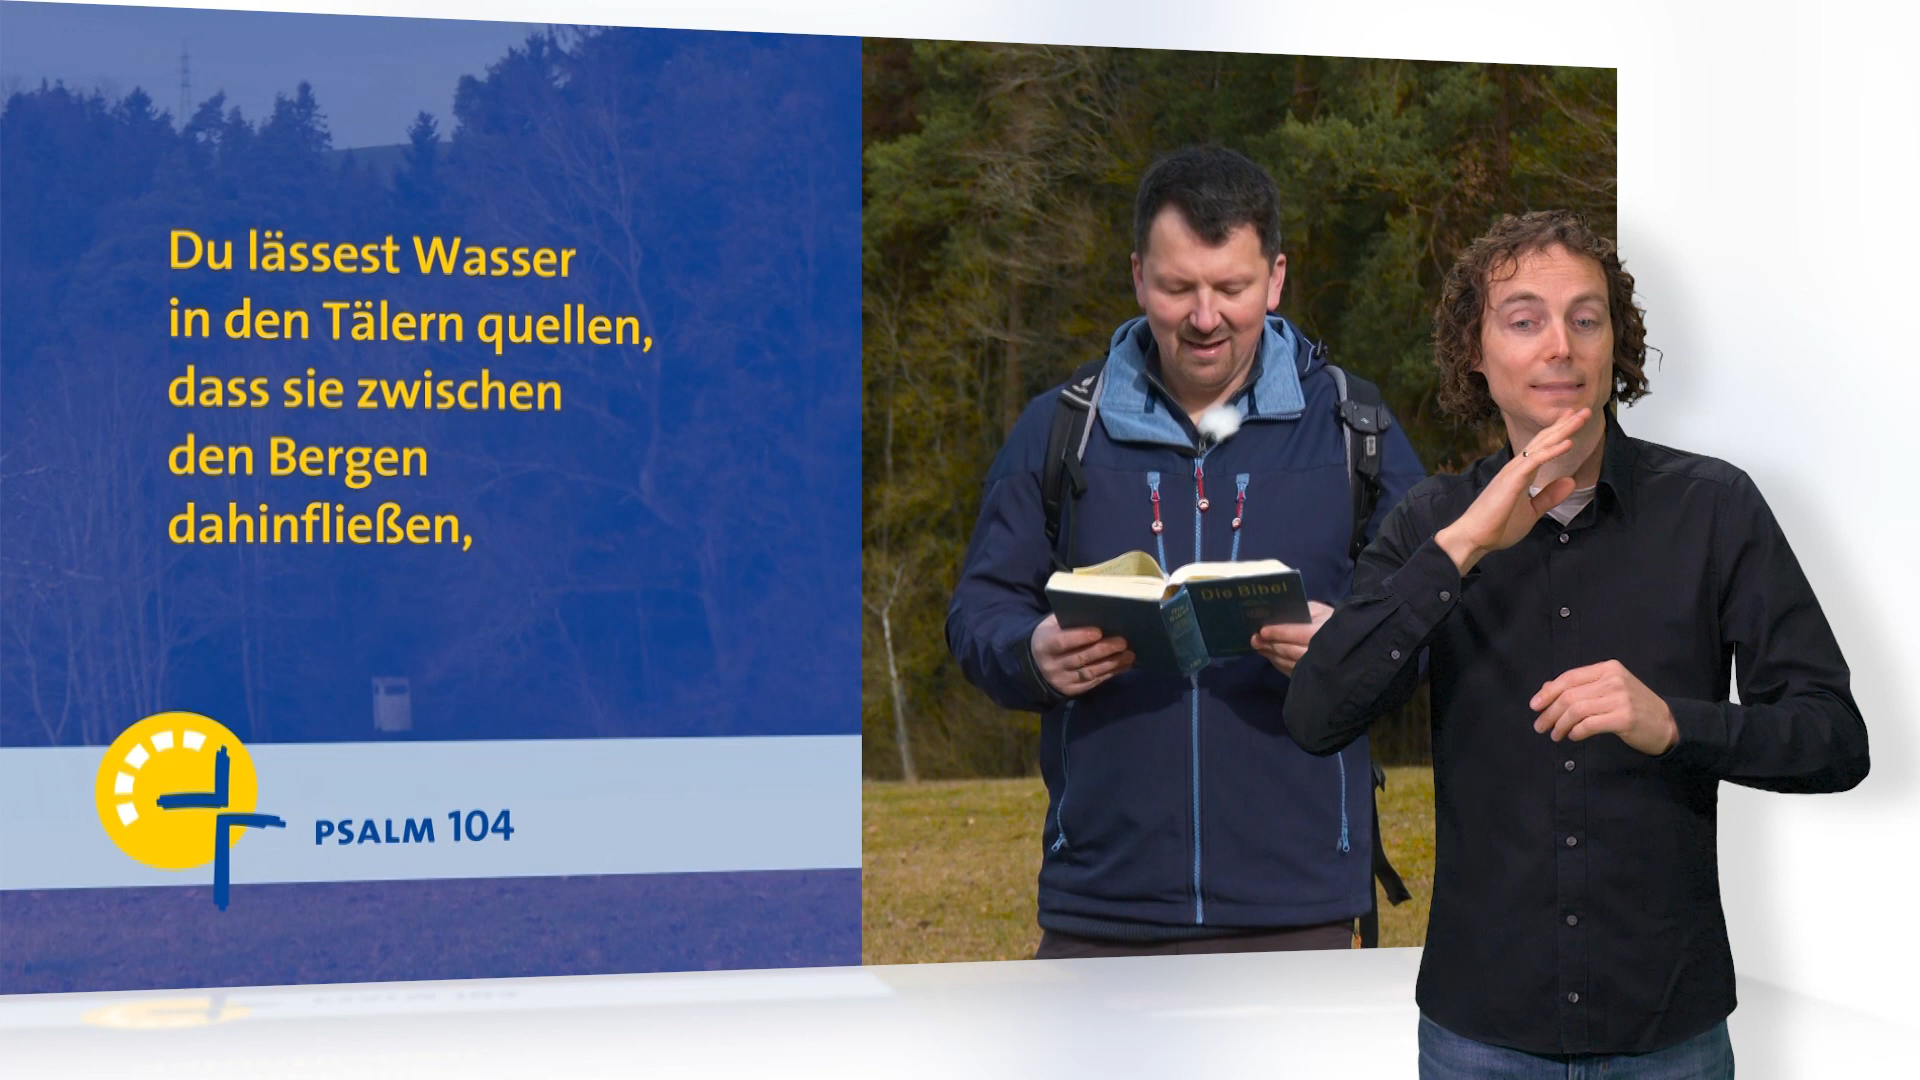 Du lässest Wasser
in den Tälern quellen,
dass sie zwischen
den Bergen
dahinfließen,
PSALM 104
Die Bibel